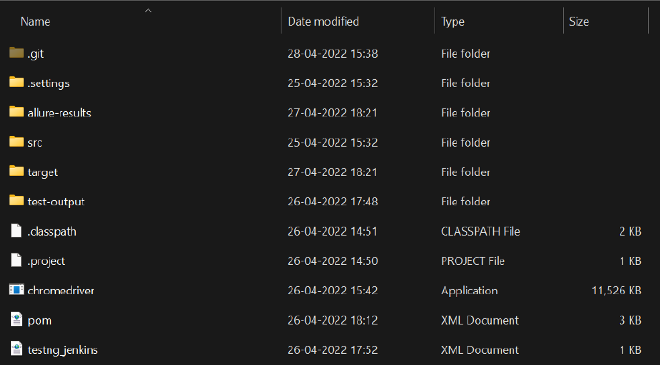 Name Date modified Type Size
.git 28-04-2022 15:38 File folder
.settings 25-04-2022 15:32 File folder
allure-results 27-04-2022 18:21 File folder
src 25-04-2022 15:32 File folder
target 27-04-2022 18:21 File folder
test-output 26-04-2022 17:48 File folder
.classpath 26-04-2022 14:51 CLASSPATH File 2 KB
.project 26-04-2022 14:50 PROJECT File 1 KB
chromedriver 26-04-2022 15:42 Application 11,526 KB
pom 26-04-2022 18:12 XML Document 3 KB
testng_jenkins 26-04-2022 17:52 XML Document 1 KB